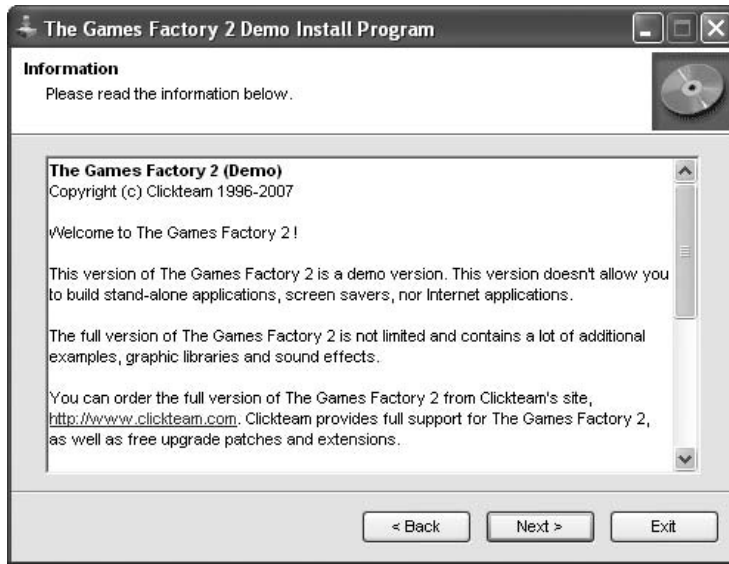 The Games Factory 2 Demo Install Program
Information
Please read the information below.
The Games Factory 2 (Demo)
Copyright (c) Clickteam 1996-2007
Welcome to The Games Factory 2 !
This version of The Games Factory 2 is a demo version. This version doesn't allow you
to build stand-alone applications, screen savers, nor Internet applications.
The full version of The Games Factory 2 is not limited and contains a lot of additional
examples, graphic libraries and sound effects.
You can order the full version of The Games Factory 2 from Clickteam's site,
http://www.clickteam.com. Clickteam provides full support for The Games Factory 2,
as well as free upgrade patches and extensions.
< Back
Next >
Exit